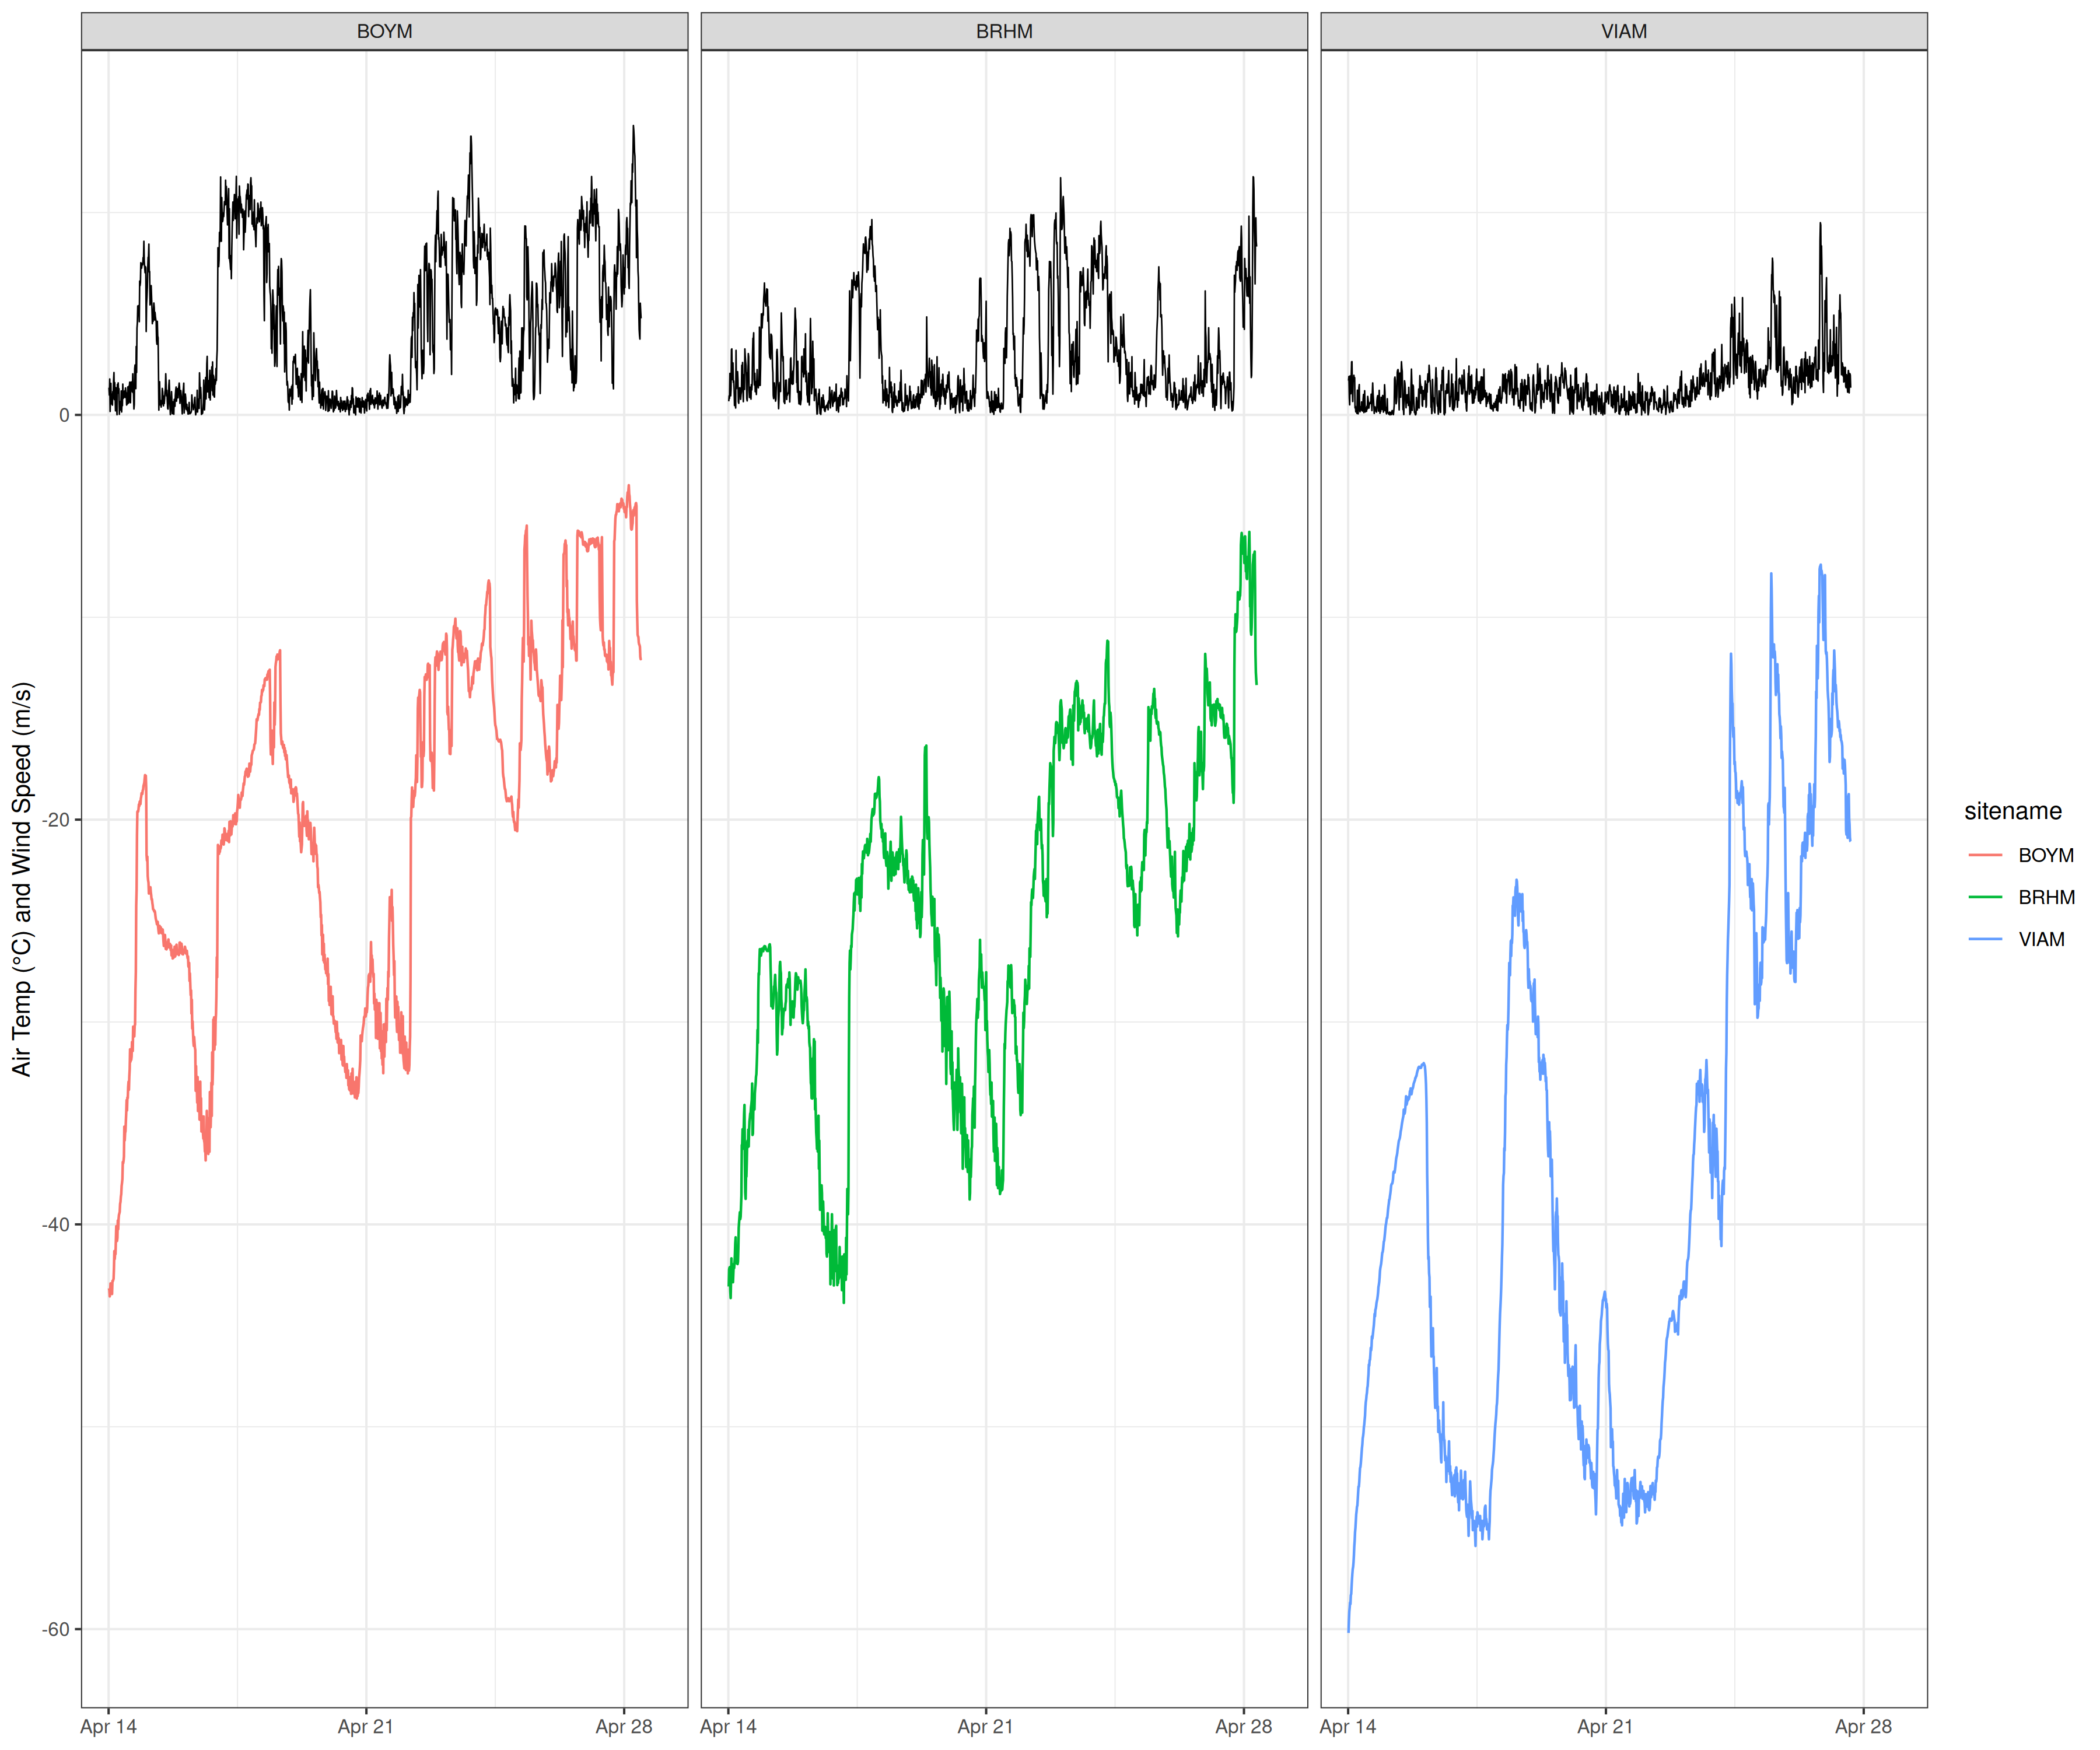 BOYM
BRHM
VIAM
0
-20
-40
-60
Air Temp (°C) and Wind Speed (m/s)
Apr 14
Apr 21
Apr 28
Apr 14
Apr 21
Apr 28
Apr 14
Apr 21
Apr 28
sitename
BOYM
BRHM
VIAM